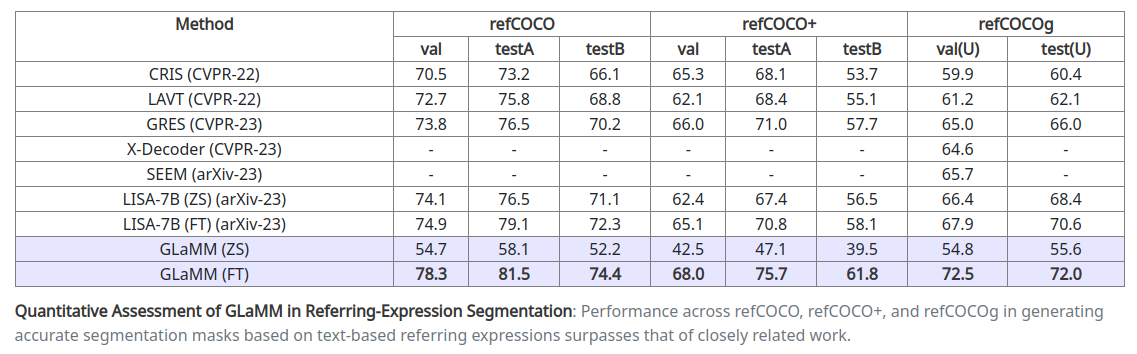 Method refCOCO refCOCO+ refCOCOg
val testA testB val testA testB val(U) test(U)
CRIS (CVPR-22) 70.5 73.2 66.1 65.3 68.1 53.7 59.9 60.4
LAVT (CVPR-22) 72.7 75.8 68.8 62.1 68.4 55.1 61.2 62.1
GRES (CVPR-23) 73.8 76.5 70.2 66.0 71.0 57.7 65.0 66.0
X-Decoder (CVPR-23) - - - - - - 64.6 -
SEEM (arXiv-23) - - - - - - 65.7 -
LISA-7B (ZS) (arXiv-23) 74.1 76.5 71.1 62.4 67.4 56.5 66.4 68.4
LISA-7B (FT) (arXiv-23) 74.9 79.1 72.3 65.1 70.8 58.1 67.9 70.6
GLaMM (ZS) 54.7 58.1 52.2 42.5 47.1 39.5 54.8 55.6
GLaMM (FT) 78.3 81.5 74.4 68.0 75.7 61.8 72.5 72.0
Quantitative Assessment of GLaMM in Referring-Expression Segmentation: Performance across refCOCO, refCOCO+, and refCOCOg in generating
accurate segmentation masks based on text-based referring expressions surpasses that of closely related work.